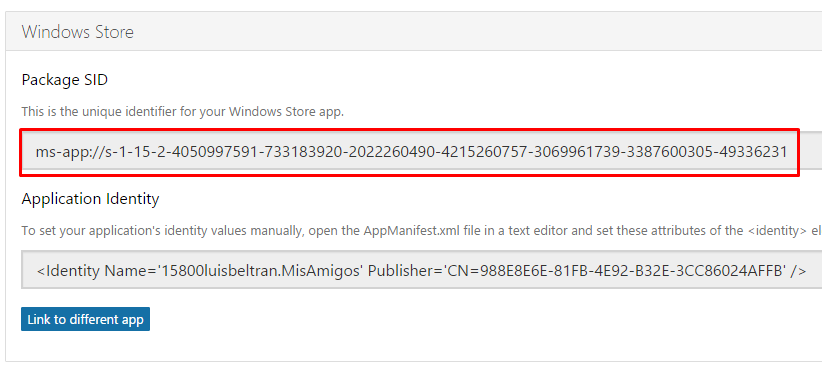 Windows Store
Package SID
This is the unique identifier for your Windows Store app.
ms-app://s-1-15-2-4050997591-733183920-2022260490-4215260757-3069961739-3387600305-49336231
Application Identity
To set your application's identity values manually, open the AppManifest.xml file in a text editor and set these attributes of the <identity> el
<Identity Name='15800luisbeltran.MisAmigos' Publisher='CN=988E8E6E-81FB-4E92-B32E-3CC86024AFFB' />
Link to different app